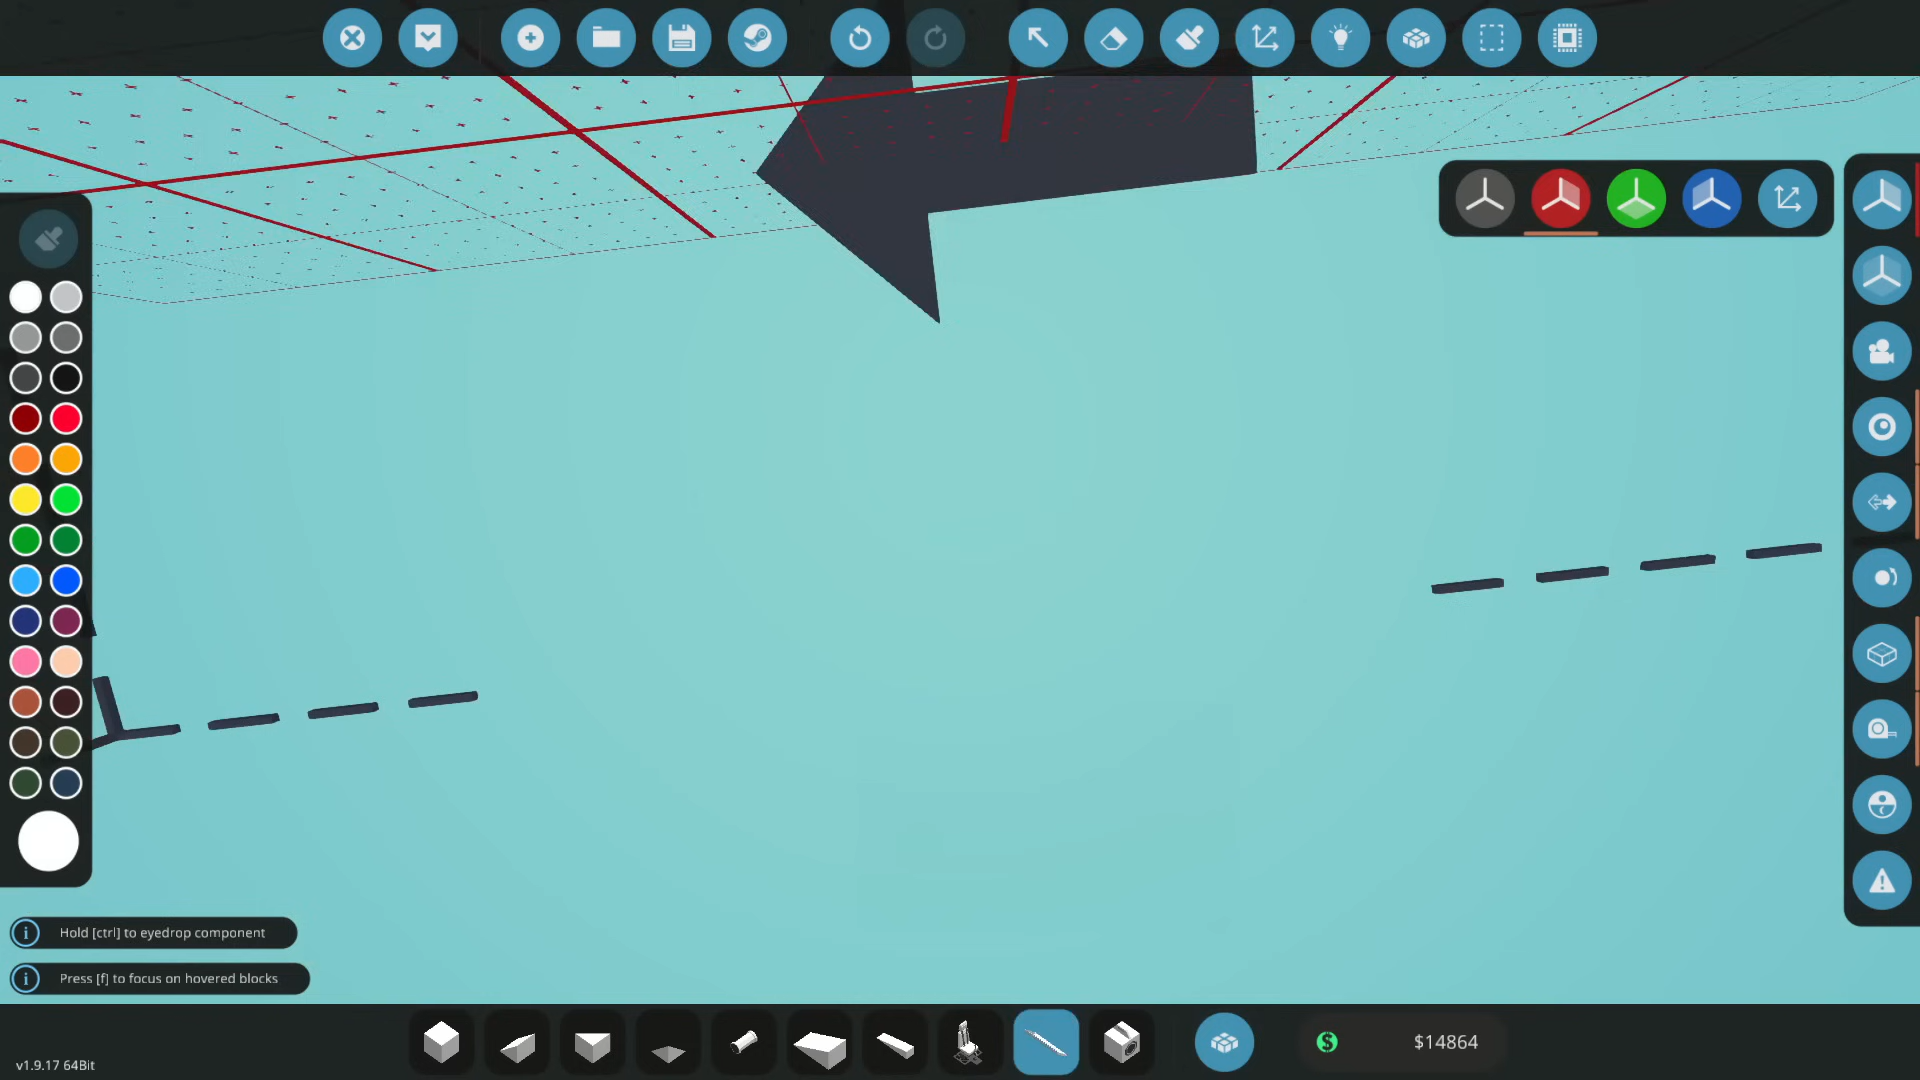 Hold [ctrl] to eyedrop component
Press [f] to focus on hovered blocks
v1.9.17 64Bit
$14864